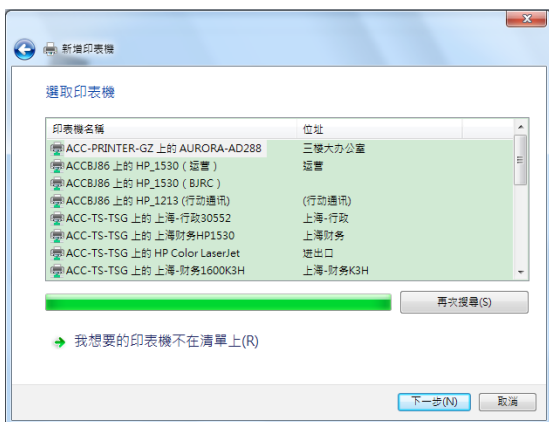 新增印表機
選取印表機
印表機名稱 位址
ACC-PRINTER-GZ 上的 AURORA-AD288 三樓大办公室
ACCBJ86 上的 HP_1530 ( 运营 ) 运营
ACCBJ86 上的 HP_1530 ( BJRC )
ACCBJ86 上的 HP_1213 (行动通讯) (行动通讯)
ACC-TS-TSG 上的 上海-行政30552 上海-行政
ACC-TS-TSG 上的 上海财务HP1530 上海财务
ACC-TS-TSG 上的 HP Color LaserJet 进出口
ACC-TS-TSG 上的 上海-财务1600K3H 上海-财务K3H
再次搜尋(S)
我想要的印表機不在清單上(R)
下一步(N) 取消